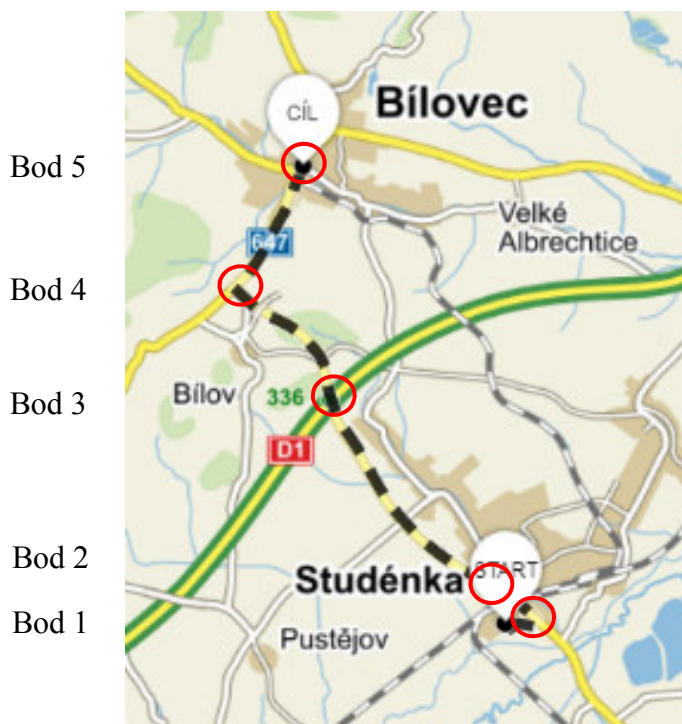 CÍL
Bílovec
Bod 5
Velké
Albrechtice
647
Bod 4
Bílov
336
Bod 3
D1
Bod 2
START
Studénka
Bod 1
Pustějov